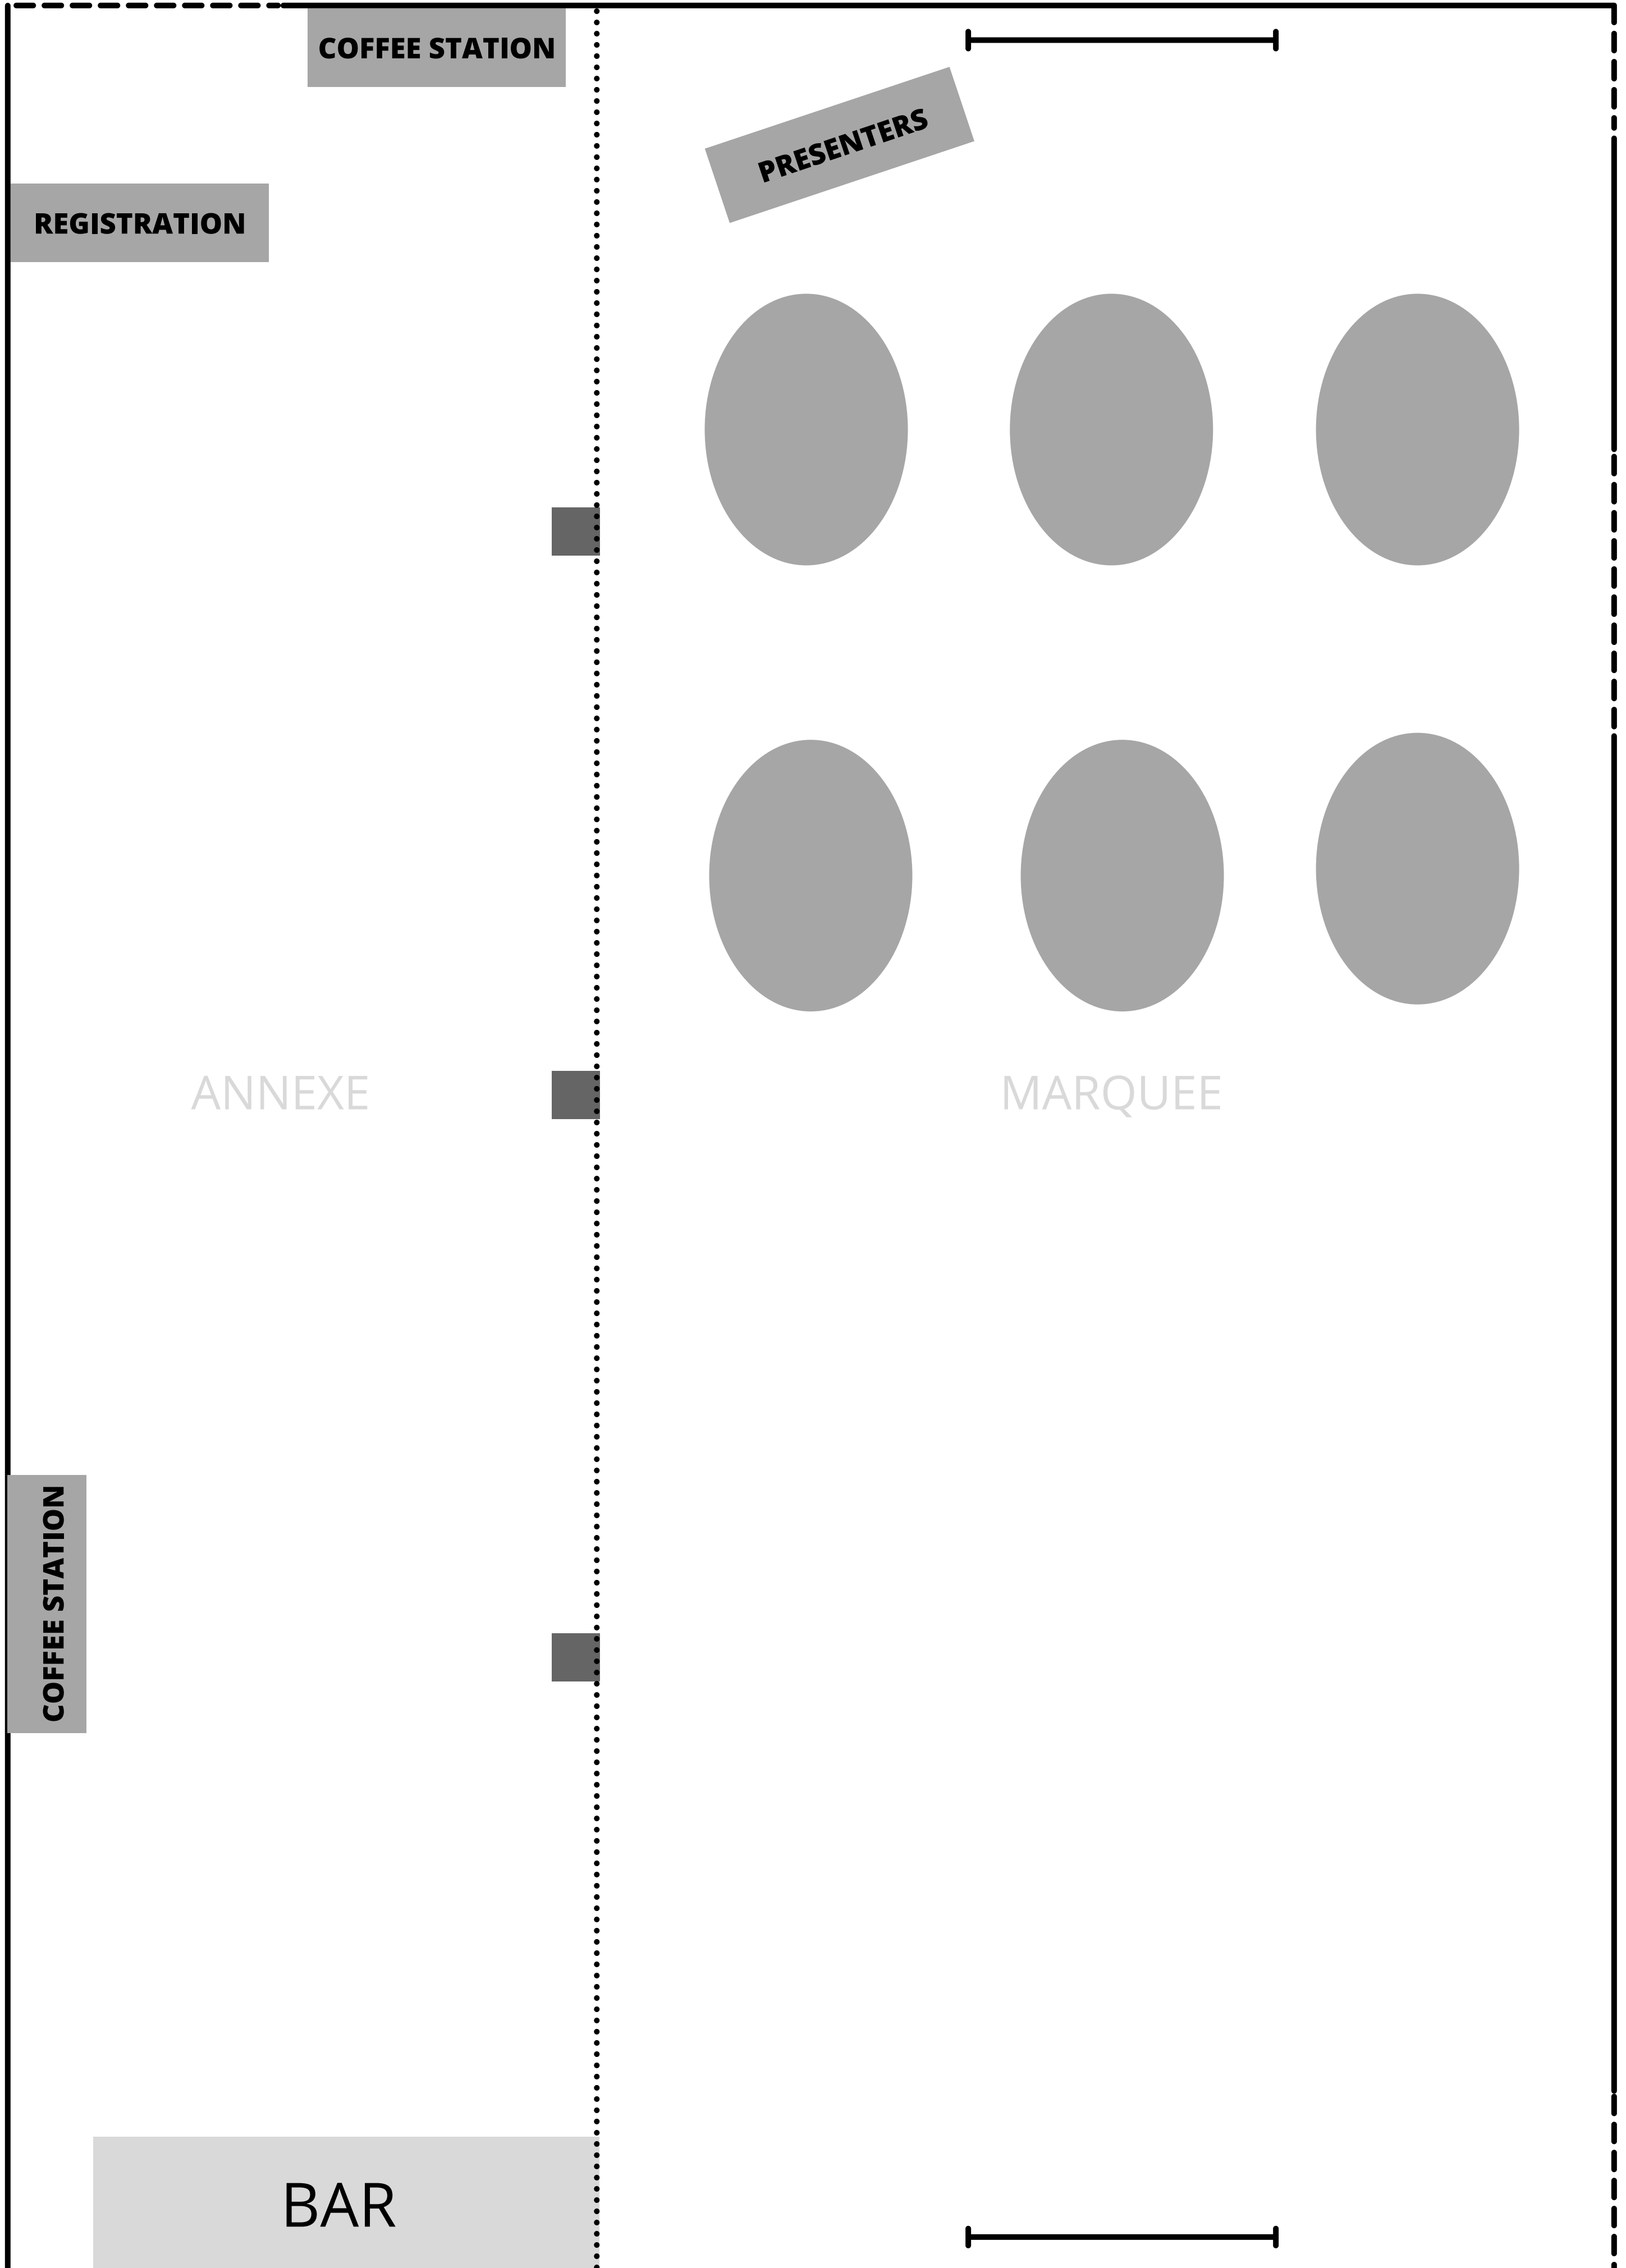 COFFEE STATION
PRESENTERS
REGISTRATION
ANNEXE
MARQUEE
COFFEE STATION
BAR